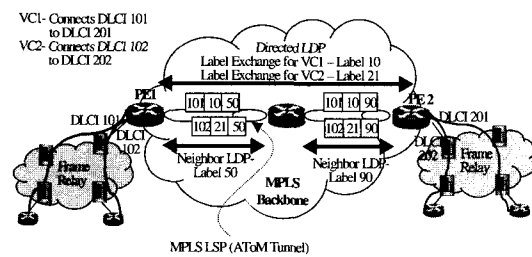 VC1- Connects DLCI 101
to DLCI 201
VC2- Connects DLCI 102
to DLCI 202
Directed LDP
Label Exchange for VC1 – Label 10
Label Exchange for VC2 – Label 21
PE1
101 10 50
101 10 90
PE 2
102 21 50
102 21 90
DLCI 101
DLCI 201
DLCI
102
DLCI
202
Neighbor LDP-
Label 50
Neighbor LDP-
Label 90
MPLS
Backbone
Frame
Relay
Frame
Relay
MPLS LSP (AToM Tunnel)